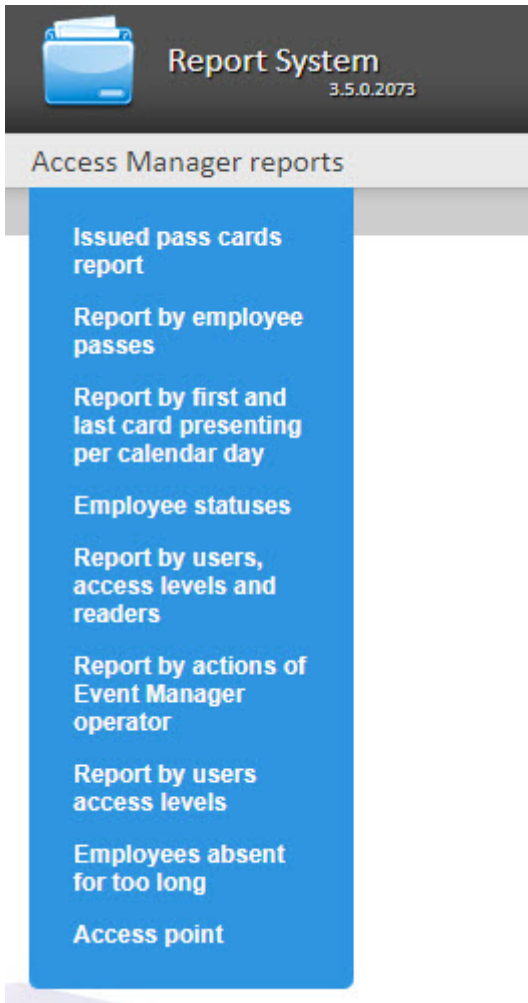 Report System
3.5.0.2073
Access Manager reports
Issued pass cards
report
Report by employee
passes
Report by first and
last card presenting
per calendar day
Employee statuses
Report by users,
access levels and
readers
Report by actions of
Event Manager
operator
Report by users
access levels
Employees absent
for too long
Access point